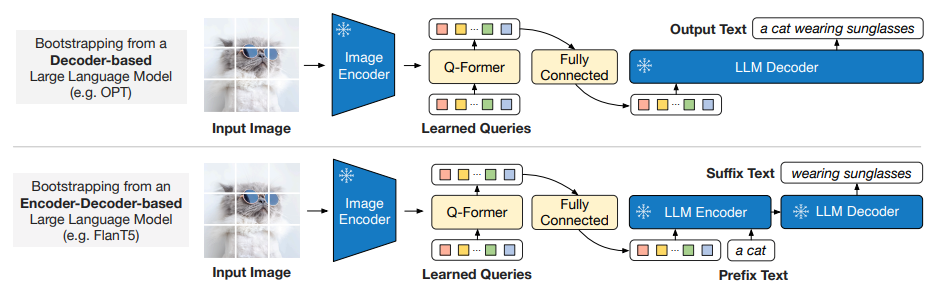 Bootstrapping from a
Decoder-based
Large Language Model
(e.g. OPT)
Input Image
Image
Encoder
Q-Former
Learned Queries
Fully
Connected
Output Text
a cat wearing sunglasses
LLM Decoder
Bootstrapping from an
Encoder-Decoder-based
Large Language Model
(e.g. FlanT5)
Input Image
Image
Encoder
Q-Former
Learned Queries
Fully
Connected
Suffix Text
wearing sunglasses
LLM Encoder
LLM Decoder
a cat
Prefix Text